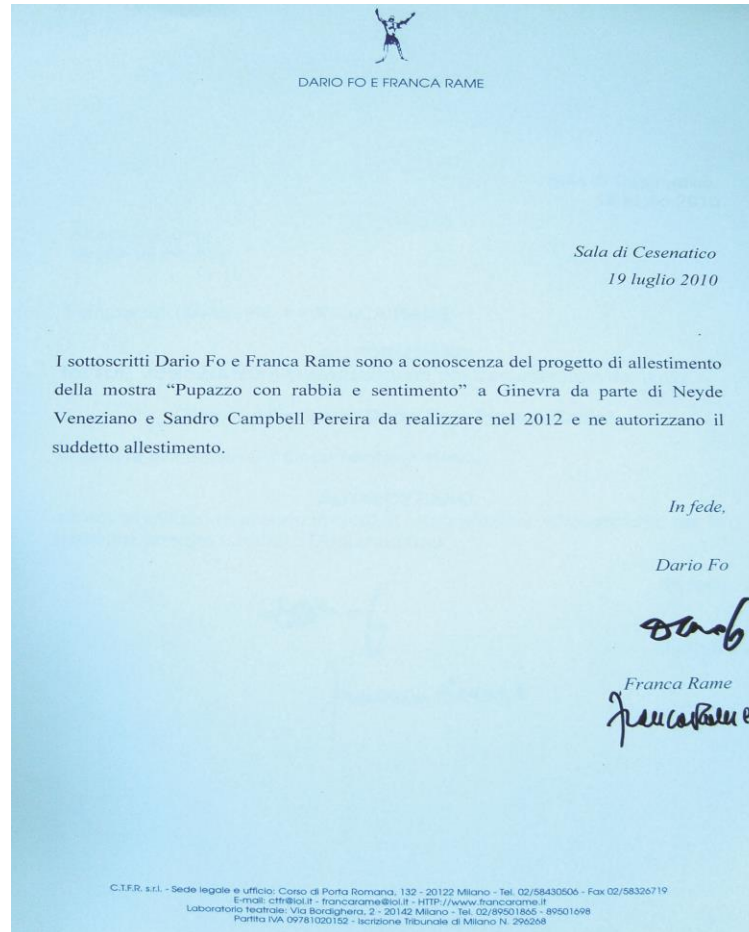 DARIO FO E FRANCA RAME
Sala di Cesenatico
19 luglio 2010
I sottoscritti Dario Fo e Franca Rame sono a conoscenza del progetto di allestimento
della mostra “Pupazzo con rabbia e sentimento” a Ginevra da parte di Neyde
Veneziano e Sandro Campbell Pereira da realizzare nel 2012 e ne autorizzano il
suddetto allestimento.
In fede,
Dario Fo
Franca Rame
Franca Rame
C.T.F.R. s.r.l. - Sede legale e ufficio: Corso di Porta Romana, 132 - 20122 Milano - Tel. 02/58430506 - Fax 02/58326719
E-mail: ctfr@iol.it - francarame@iol.it - HTTP://www.francarame.it
Laboratorio teatrale: Via Bordighera, 2 - 20142 Milano - Tel. 02/89501865 - 89501698
Partita IVA 09781020152 - Iscrizione Tribunale di Milano N. 296268